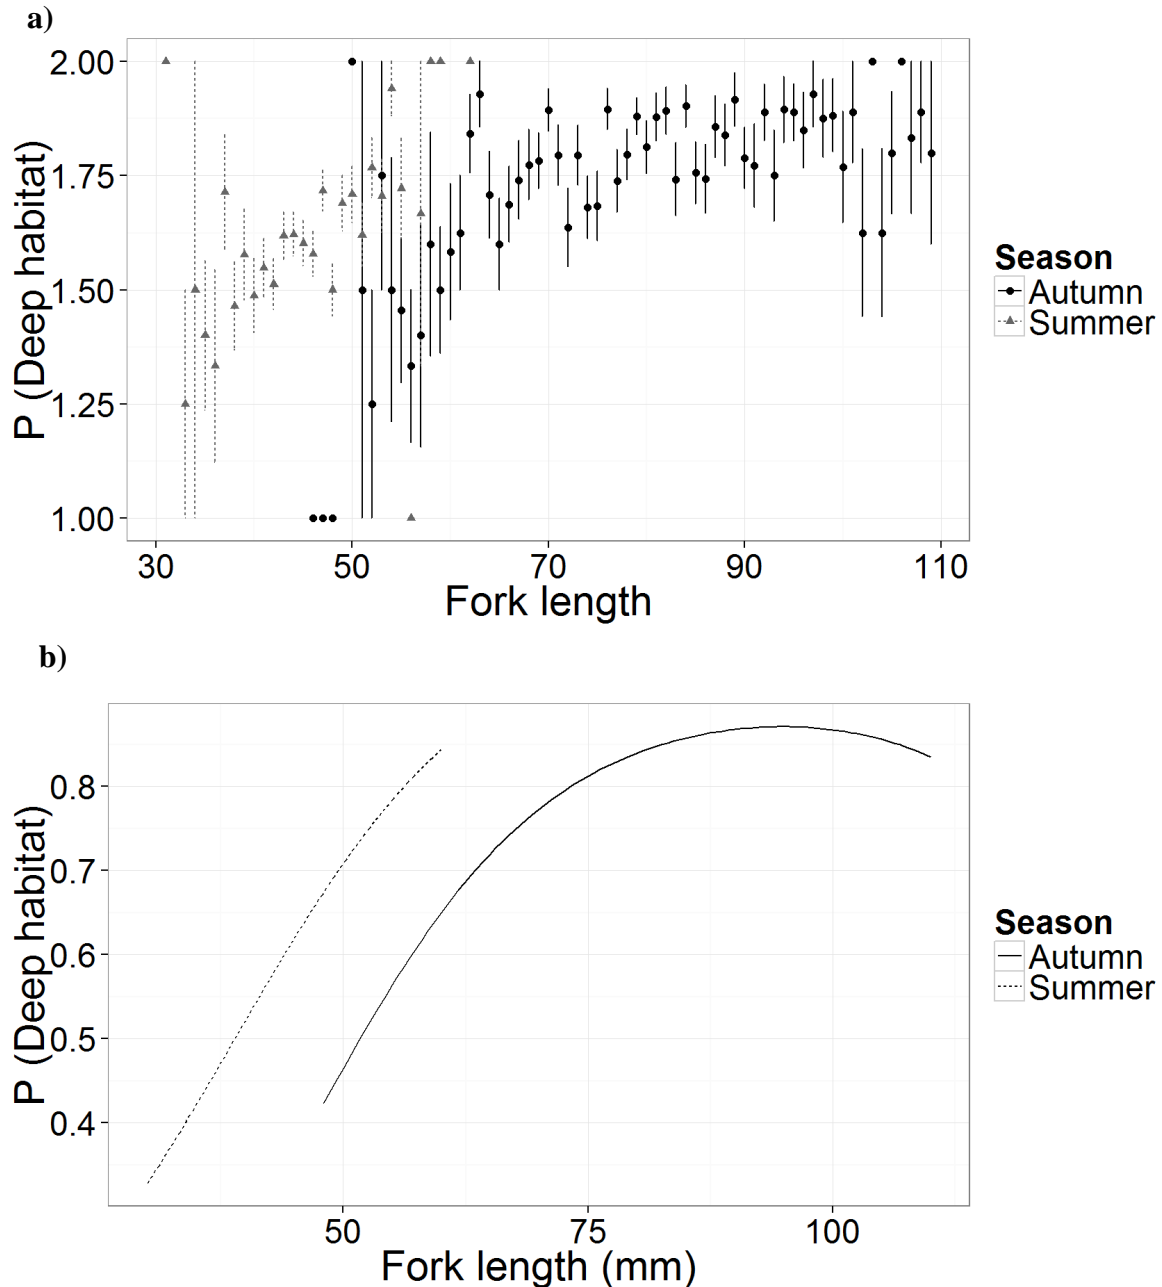 a)
2.00
1.75
1.50
1.25
1.00
P (Deep habitat)
30 50 70 90 110
Fork length
Season
Autumn
Summer
b)
0.8
0.7
0.6
0.5
0.4
P (Deep habitat)
50 75 100
Fork length (mm)
Season
Autumn
Summer